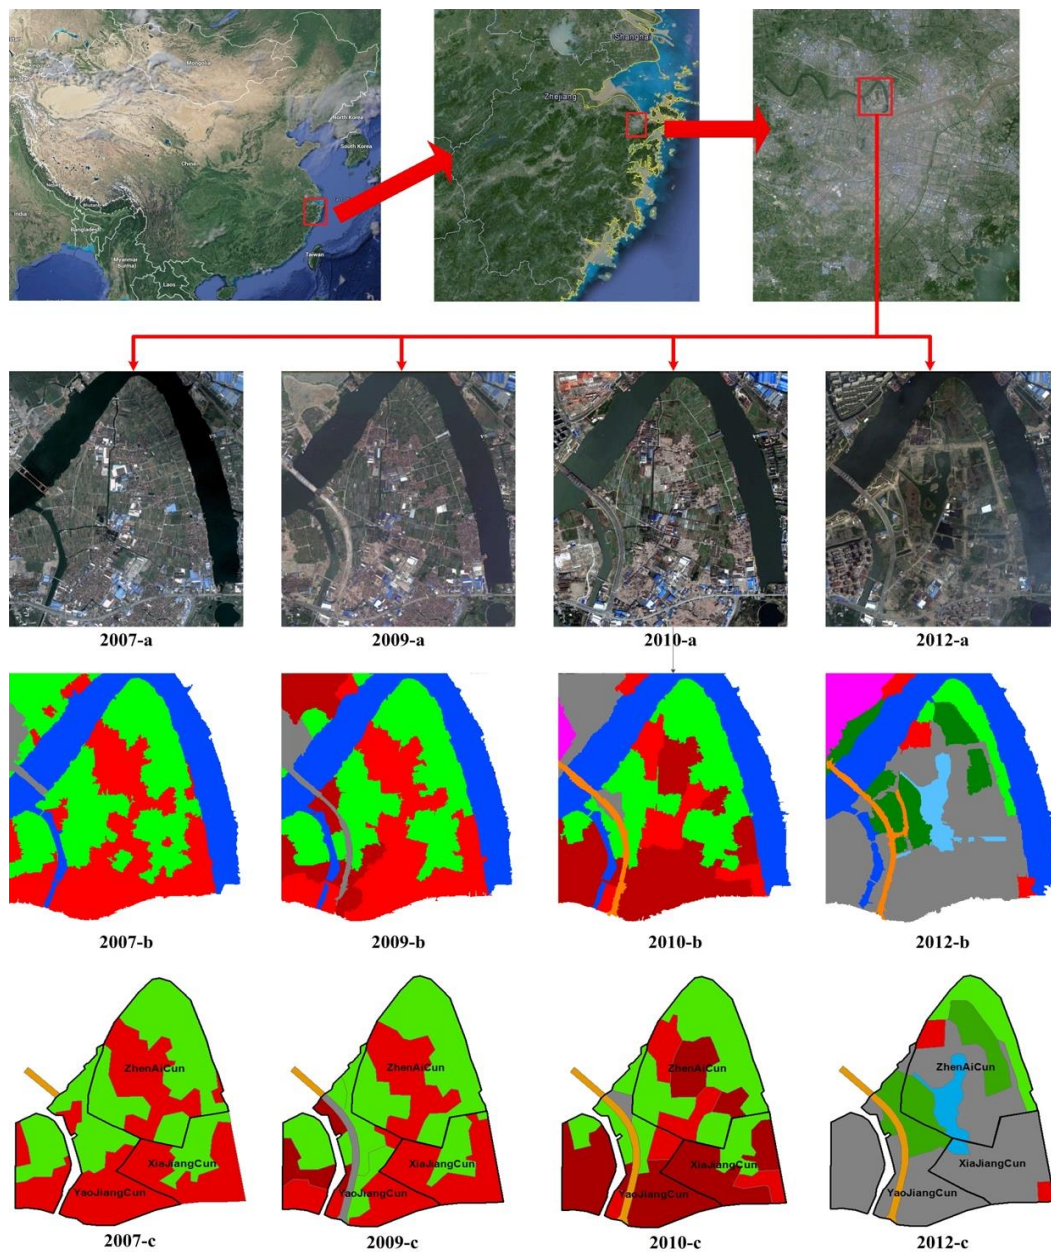 Mongolia
North Korea
South Korea
China
Nepal
Bhutan
India
Bangladesh
Myanmar
(Burma)
Laos
Taiwan
Shanghai
Zhejiang
2007-a
2009-a
2010-a
2012-a
2007-b
2009-b
2010-b
2012-b
ZhenAiCun
XiaJiangCun
YaoJiangCun
ZhenAiCun
XiaJiangCun
YaoJiangCun
ZhenAiCun
XiaJiangCun
YaoJiangCun
ZhenAiCun
XiaJiangCun
YaoJiangCun
2007-c
2009-c
2010-c
2012-c